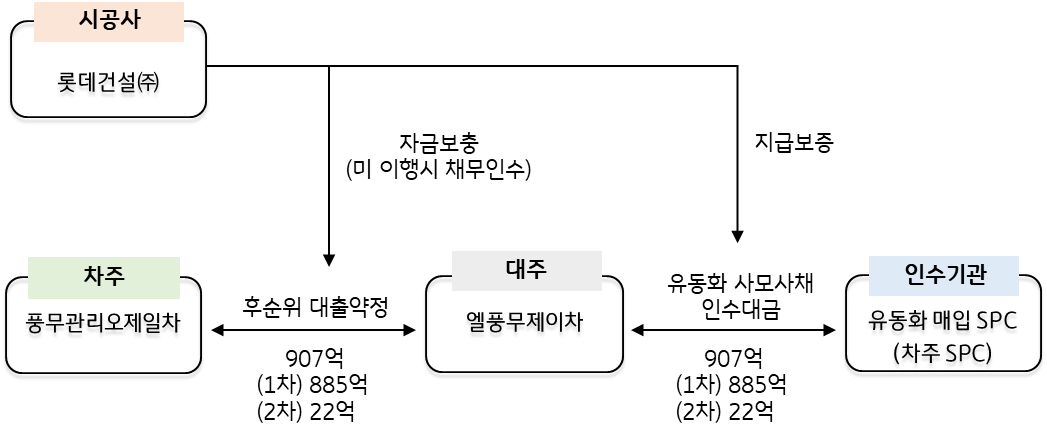 시공사
롯데건설㈜
자금보충
(미 이행시 채무인수)
지급보증
차주
풍무관리오제일차
후순위 대출약정
907억
(1차) 885억
(2차) 22억
대주
엘풍무제이차
유동화 사모사채
인수대금
907억
(1차) 885억
(2차) 22억
인수기관
유동화 매입 SPC
(차주 SPC)